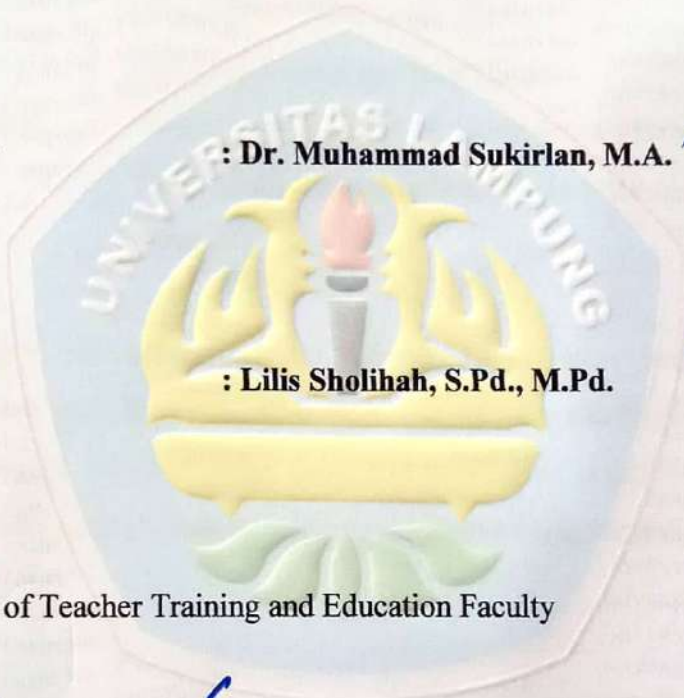 UNIVERSITAS LAMPUNG
: Dr. Muhammad Sukirlan, M.A.
: Lilis Sholihah, S.Pd., M.Pd.
of Teacher Training and Education Faculty